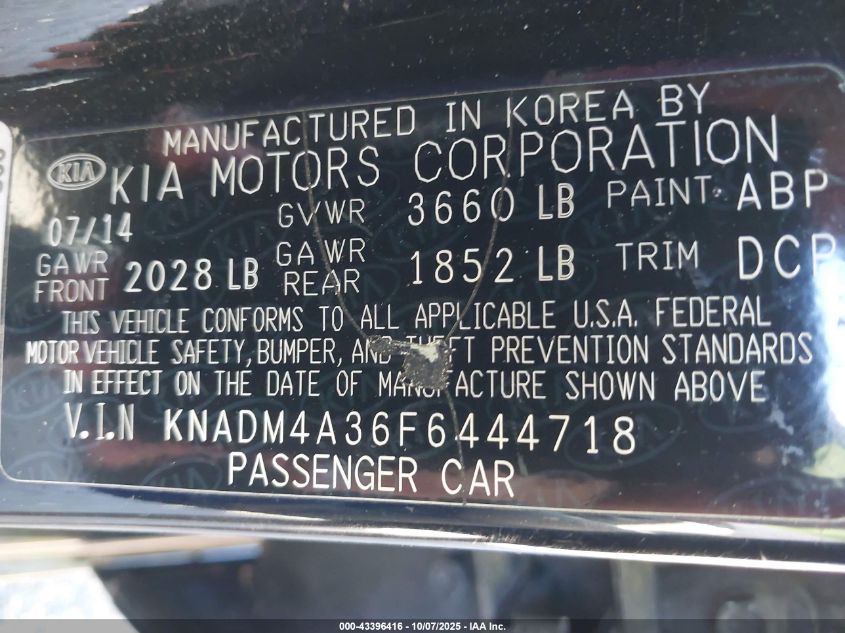 MANUFACTURED IN KOREA BY
KIA KIA MOTORS CORPORATION
07/14 GVWR 3660 LB PAINT: ABP
GAWR FRONT 2028 LB GAWR REAR 1852 LB TRIM DCP
THIS VEHICLE CONFORMS TO ALL APPLICABLE U.S.A. FEDERAL
MOTOR VEHICLE SAFETY, BUMPER, AND THEFT PREVENTION STANDARDS
IN EFFECT ON THE DATE OF MANUFACTURE SHOWN ABOVE
V.I.N KNADM4A36F6444718
PASSENGER CAR
000-43396416 - 10/07/2025 - IAA Inc.